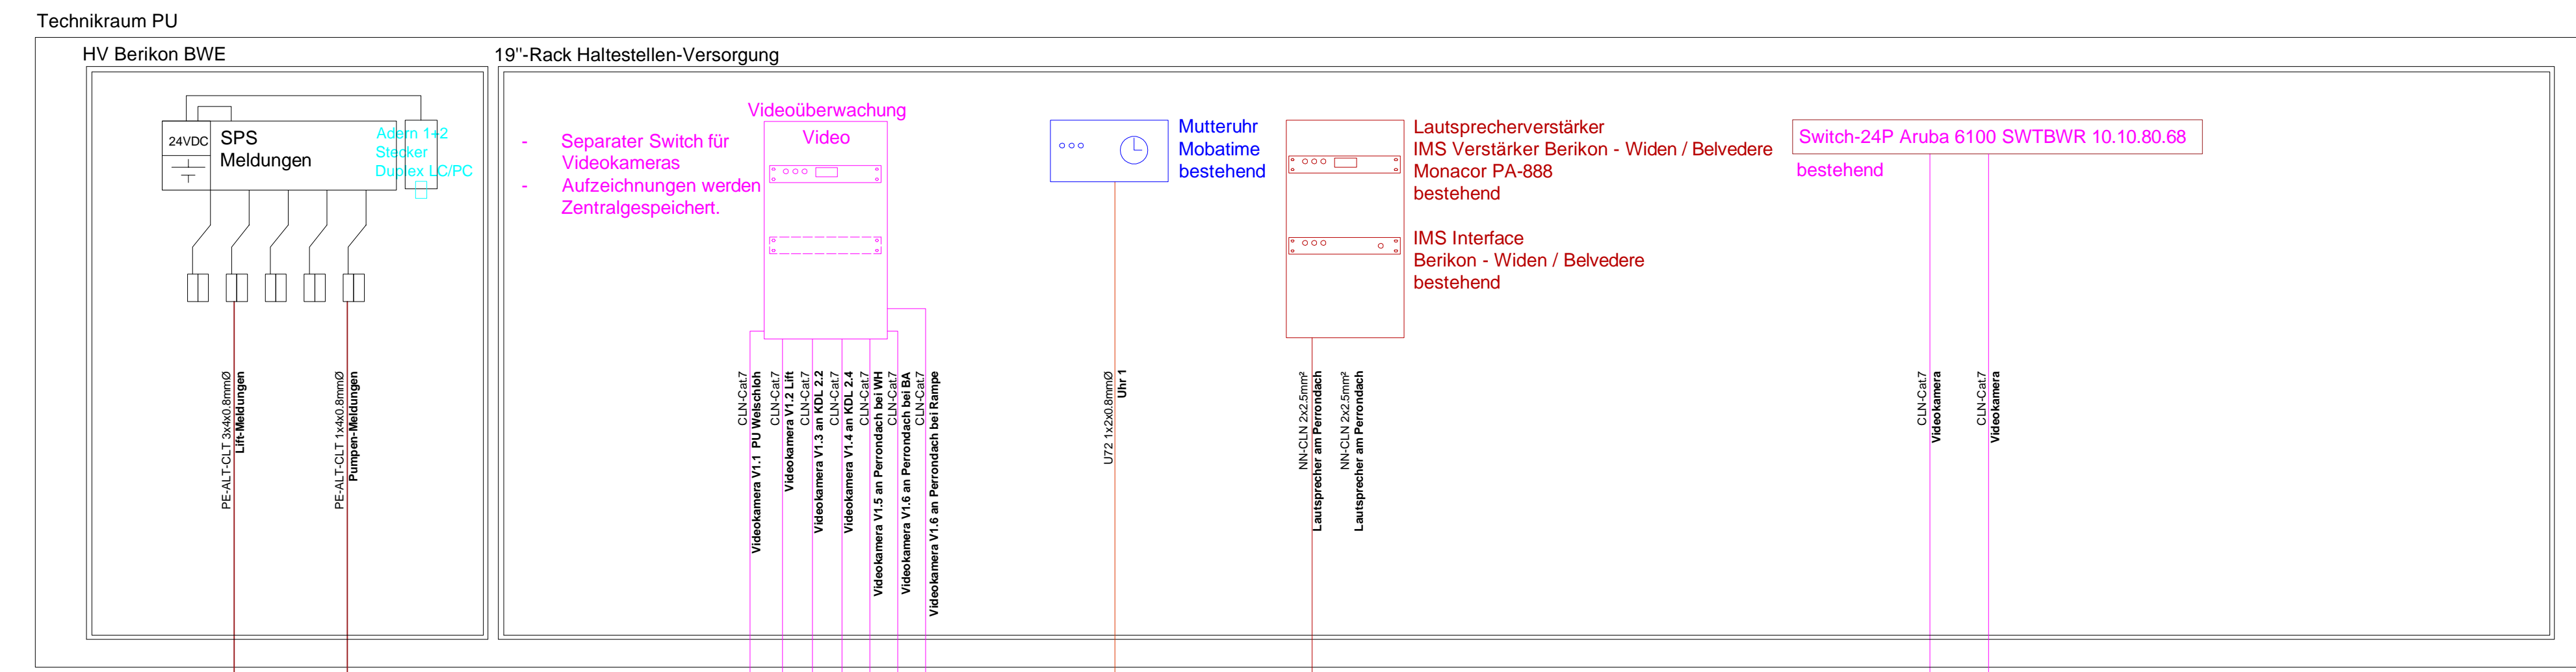 Technikraum PU
HV Berikon BWE
19"-Rack Haltestellen-Versorgung
24VDC
SPS
Meldungen
Adern 1+2
Stecker
Duplex LC/PC
- Separater Switch für
Videokameras
- Aufzeichnungen werden
Zentralgespeichert.
Videoüberwachung
Video
Mutteruhr
Mobatime
bestehend
Lautsprecherverstärker
IMS Verstärker Berikon - Widen / Belvedere
Monacor PA-888
bestehend
IMS Interface
Berikon - Widen / Belvedere
bestehend
Switch-24P Aruba 6100 SWTBWR 10.10.80.68
bestehend
PE-ALT-CLT 3x4x0.8mmØ
Lift-Meldungen
PE-ALT-CLT 1x4x0.8mmØ
Pumpen-Meldungen
CLN-Cat.7
Videokamera V1.1 PU Welschloh
CLN-Cat.7
Videokamera V1.2 Lift
CLN-Cat.7
Videokamera V1.3 an KDL 2.2
CLN-Cat.7
Videokamera V1.4 an KDL 2.4
CLN-Cat.7
Videokamera V1.5 an Perrondach bei WH
CLN-Cat.7
Videokamera V1.6 an Perrondach bei BA
CLN-Cat.7
Videokamera V1.6 an Perrondach bei Rampe
U72 1x2x0.8mmØ
Uhr 1
NN-CLN 2x2.5mm²
Lautsprecher am Perrondach
NN-CLN 2x2.5mm²
Lautsprecher am Perrondach
CLN-Cat.7
Videokamera
CLN-Cat.7
Videokamera